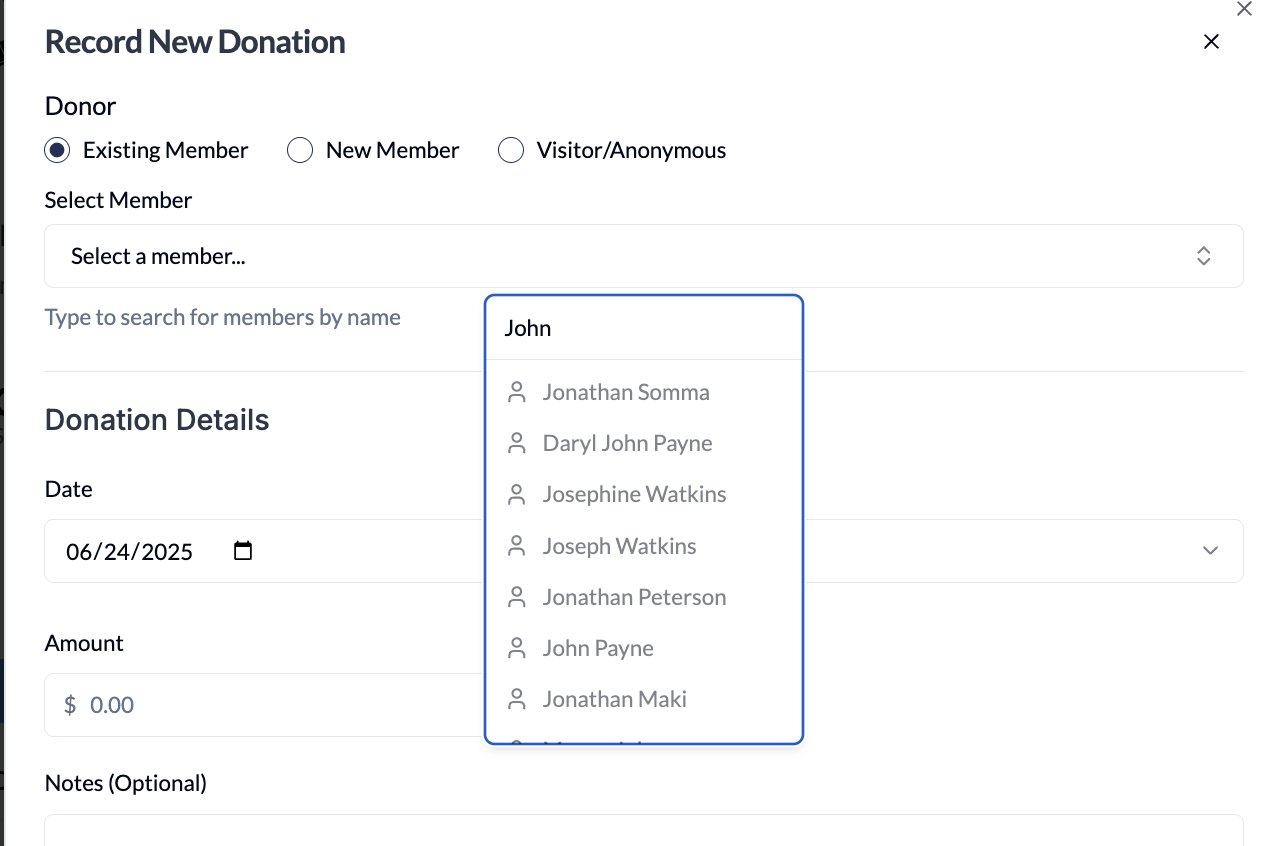 Record New Donation
Donor
Existing Member New Member Visitor/Anonymous
Select Member
Select a member...
Type to search for members by name
John
Jonathan Somma
Daryl John Payne
Josephine Watkins
Joseph Watkins
Jonathan Peterson
John Payne
Jonathan Maki
Donation Details
Date
06/24/2025
Amount
$ 0.00
Notes (Optional)